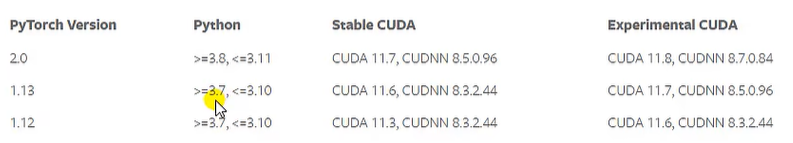 PyTorch Version Python Stable CUDA Experimental CUDA
2.0 >=3.8, <=3.11 CUDA 11.7, CUDNN 8.5.0.96 CUDA 11.8, CUDNN 8.7.0.84
1.13 >=3.7, <=3.10 CUDA 11.6, CUDNN 8.3.2.44 CUDA 11.7, CUDNN 8.5.0.96
1.12 >=3.7, <=3.10 CUDA 11.3, CUDNN 8.3.2.44 CUDA 11.6, CUDNN 8.3.2.44